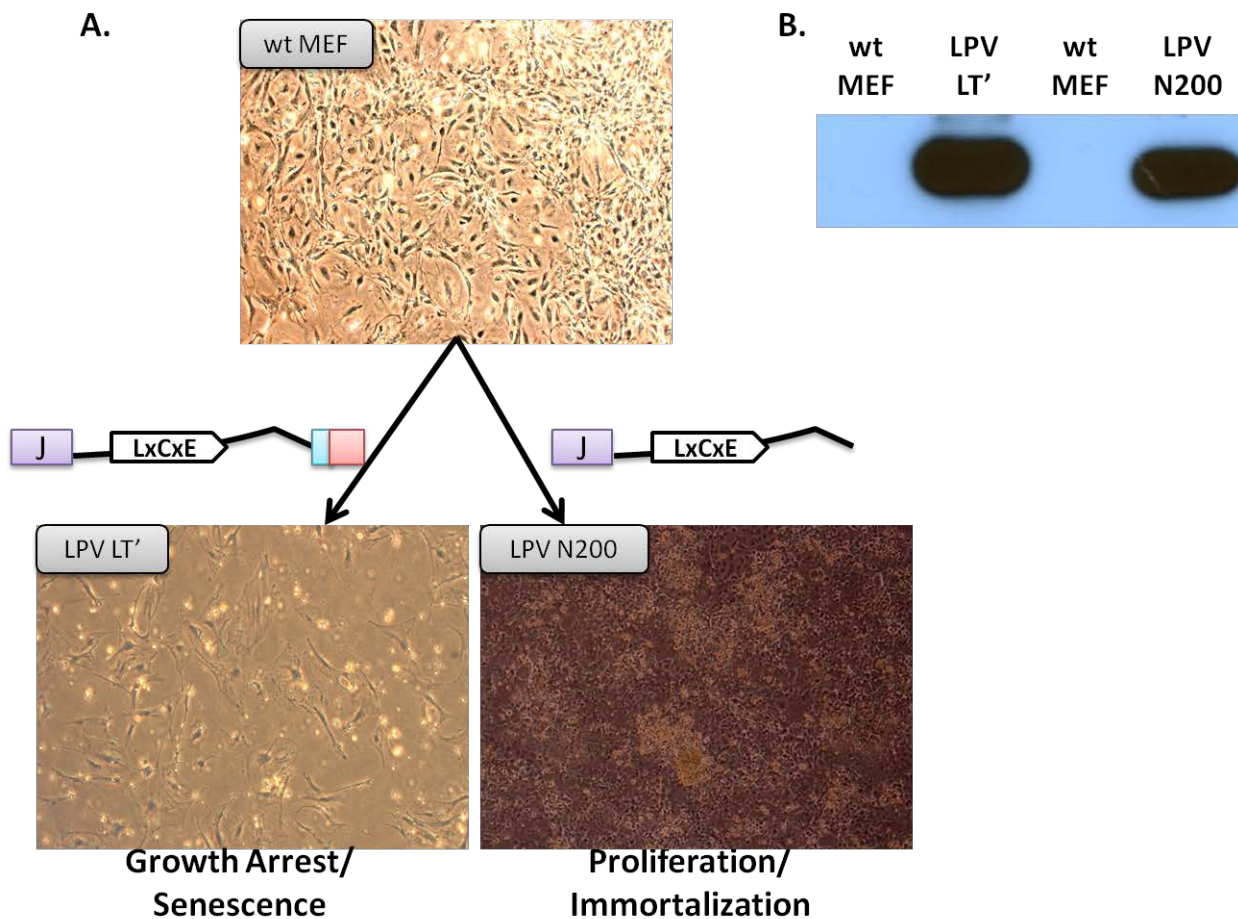 A.
wt MEF
B.
wt LPV wt LPV
MEF LT’ MEF N200
J LxCxE
J LxCxE
LPV LT’
LPV N200
Growth Arrest/
Senescence
Proliferation/
Immortalization